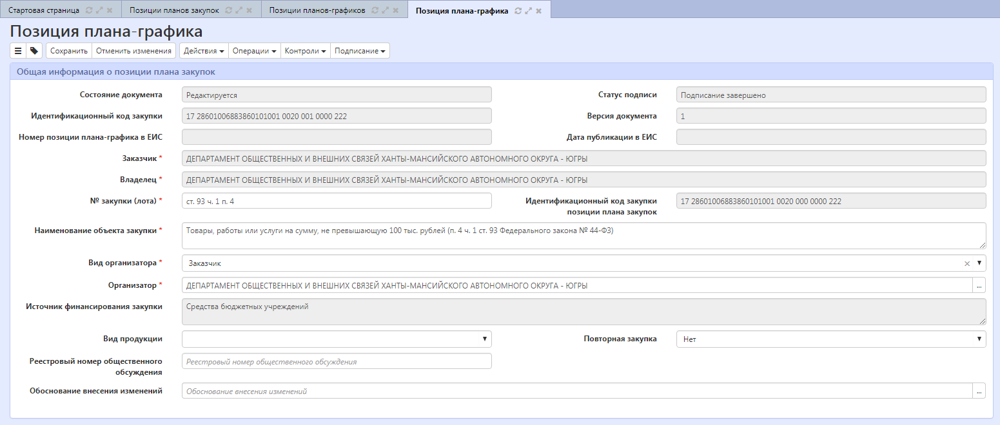 Стартовая страница Позиции планов закупок Позиции планов-графиков Позиция плана-графика
Позиция плана-графика
Сохранить Отменить изменения Действия Операции Контроли Подписание
Общая информация о позиции плана закупок
Состояние документа Редактируется Статус подписи Подписание завершено
Идентификационный код закупки 17 28601006883860101001 0020 001 0000 222 Версия документа 1
Номер позиции плана-графика в ЕИС Дата публикации в ЕИС
Заказчик * ДЕПАРТАМЕНТ ОБЩЕСТВЕННЫХ И ВНЕШНИХ СВЯЗЕЙ ХАНТЫ-МАНСИЙСКОГО АВТОНОМНОГО ОКРУГА - ЮГРЫ
Владелец * ДЕПАРТАМЕНТ ОБЩЕСТВЕННЫХ И ВНЕШНИХ СВЯЗЕЙ ХАНТЫ-МАНСИЙСКОГО АВТОНОМНОГО ОКРУГА - ЮГРЫ
№ закупки (лота) * ст. 93 ч. 1 п. 4 Идентификационный код закупки
позиции плана закупок 17 28601006883860101001 0020 000 0000 222
Наименование объекта закупки * Товары, работы или услуги на сумму, не превышающую 100 тыс. рублей (п. 4 ч. 1 ст. 93 Федерального закона № 44-ФЗ)
Вид организатора * Заказчик
Организатор * ДЕПАРТАМЕНТ ОБЩЕСТВЕННЫХ И ВНЕШНИХ СВЯЗЕЙ ХАНТЫ-МАНСИЙСКОГО АВТОНОМНОГО ОКРУГА - ЮГРЫ ...
Источник финансирования закупки Средства бюджетных учреждений
Вид продукции Повторная закупка Нет
Реестровый номер общественного
обсуждения Реестровый номер общественного обсуждения
Обоснование внесения изменений Обоснование внесения изменений ...